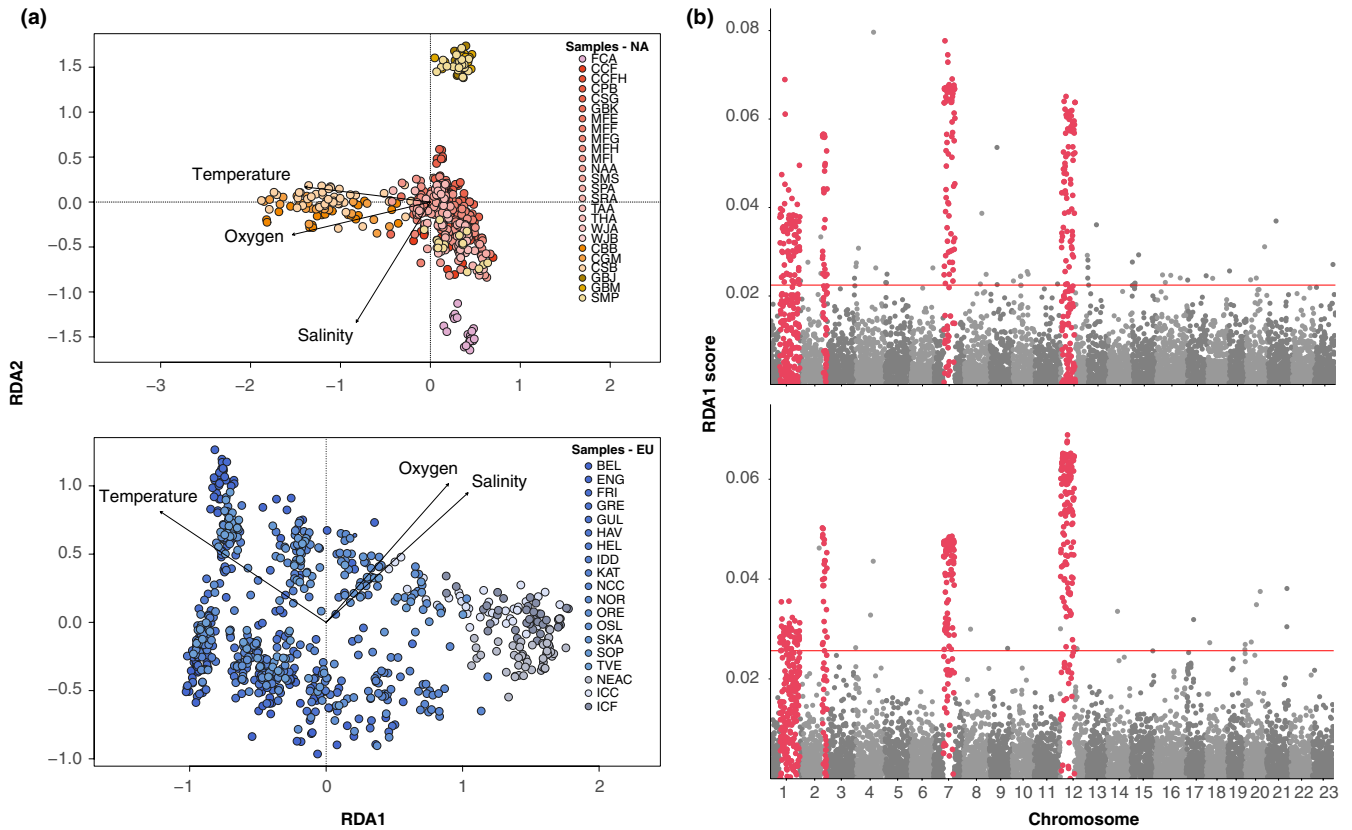 (a)
RDA2
1.5
1.0
0.5
0.0
−0.5
−1.0
−1.5
−3
−2
−1
0
1
2
Temperature
Oxygen
Salinity
Samples - NA
FCA
CCF
CCFH
CPB
CSG
GBK
MFE
MFF
MFG
MFH
MFI
NAA
SMS
SPA
SRA
TAA
THA
WJA
WJB
CBB
CGM
CSB
GBJ
GBM
SMP
1.0
0.5
0.0
−0.5
−1.0
−1
0
1
2
Temperature
Oxygen
Salinity
Samples - EU
BEL
ENG
FRI
GRE
GUL
HAV
HEL
IDD
KAT
NCC
NOR
ORE
OSL
SKA
SOP
TVE
NEAC
ICC
ICF
RDA1
(b)
RDA1 score
0.08
0.06
0.04
0.02
0.06
0.04
0.02
1 2 3 4 5 6 7 8 9 10 11 12 13 14 15 16 17 18 19 20 21 22 23
Chromosome